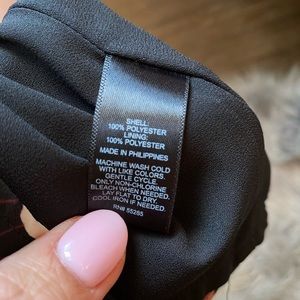 SHELL:
100% POLYESTER
LINING:
100% POLYESTER
MADE IN PHILIPPINES
MACHINE WASH COLD
WITH LIKE COLORS.
GENTLE CYCLE
ONLY NON-CHLORINE
BLEACH WHEN NEEDED.
LAY FLAT TO DRY
COOL IRON IF NEEDED.
RN# 55285